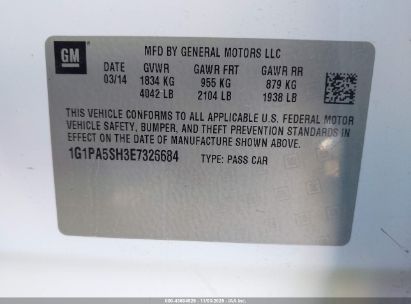 GM
MFD BY GENERAL MOTORS LLC
DATE GVWR GAWR FRT GAWR RR
03/14 1834 KG 955 KG 879 KG
4042 LB 2104 LB 1938 LB
THIS VEHICLE CONFORMS TO ALL APPLICABLE U.S. FEDERAL MOTOR
VEHICLE SAFETY, BUMPER, AND THEFT PREVENTION STANDARDS
IN EFFECT ON THE DATE OF MANUFACTURE SHOWN ABOVE.
1G1PA5SH3E7326684 TYPE: PASS CAR